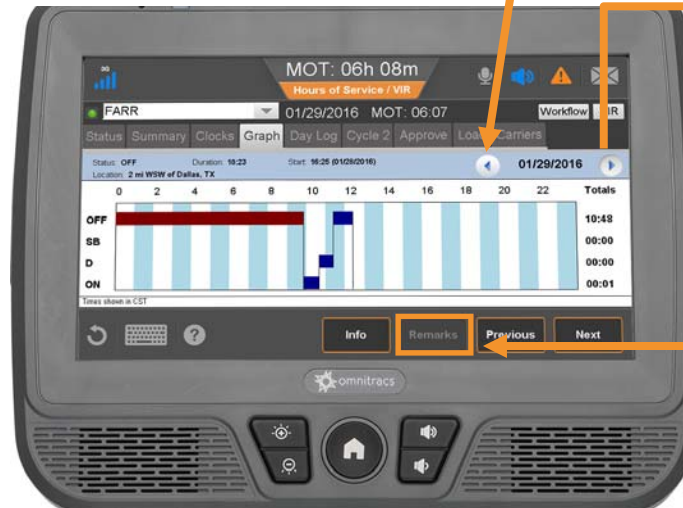 3G
MOT: 06h 08m
Hours of Service / VIR
FARR
01/29/2016 MOT: 06:07
Workflow
Status Summary Clocks Graph Day Log Cycle 2 Approve Carriers
Status: OFF Duration: 10:23 Start: 16:25 (01/28/2016)
Location: 2 mi WSW of Dallas, TX
01/29/2016
0 2 4 6 8 10 12 14 16 18 20 22 Totals
OFF 10:48
SB 00:00
D 00:00
ON 00:01
Times shown in CST
? Info Remarks Previous Next
omnitracs